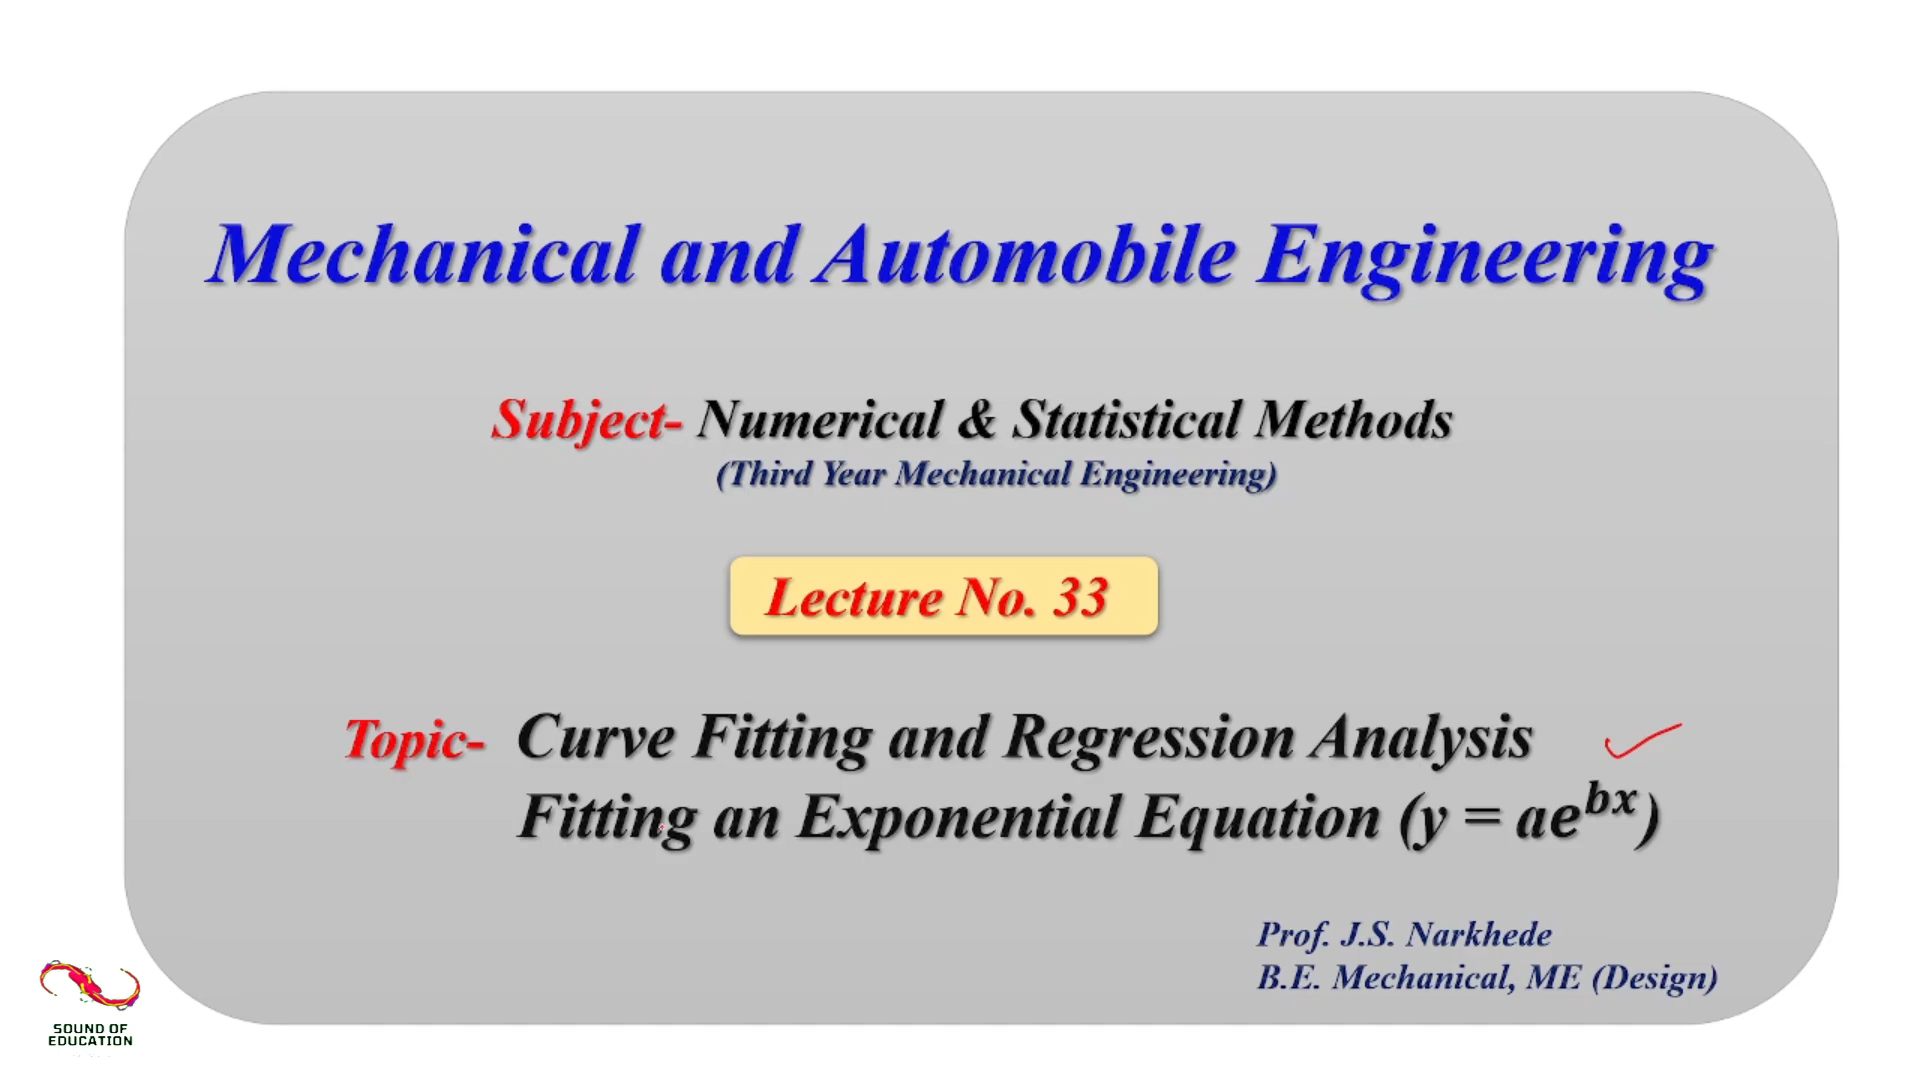 Mechanical and Automobile Engineering
Subject- Numerical & Statistical Methods
(Third Year Mechanical Engineering)
Lecture No. 33
Topic- Curve Fitting and Regression Analysis
Fitting an Exponential Equation (y = ae^{bx})
Prof. J.S. Narkhede
B.E. Mechanical, ME (Design)
SOUND OF
EDUCATION